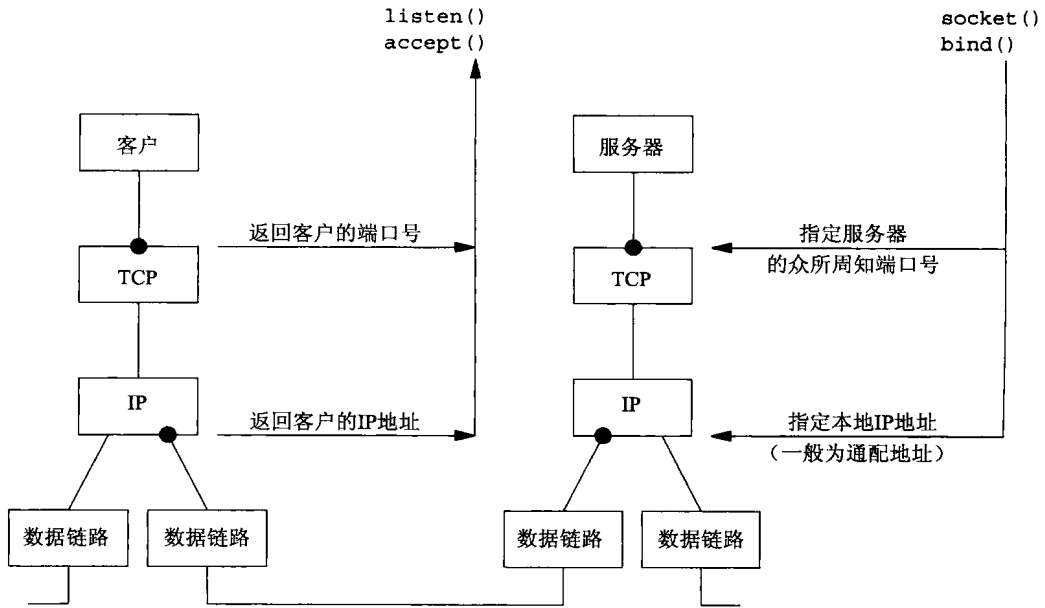 listen()
accept()
socket()
bind()
客户
服务器
返回客户的端口号
指定服务器
的众所周知端口号
TCP
TCP
IP
IP
返回客户的IP地址
指定本地IP地址
（一般为通配地址）
数据链路
数据链路
数据链路
数据链路